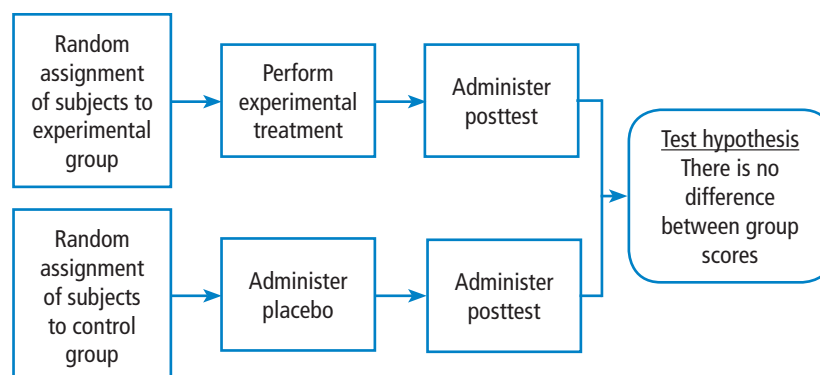 Random
assignment
of subjects to
experimental
group
Perform
experimental
treatment
Administer
posttest
Test hypothesis
There is no
difference
between group
scores
Random
assignment
of subjects
to control
group
Administer
placebo
Administer
posttest